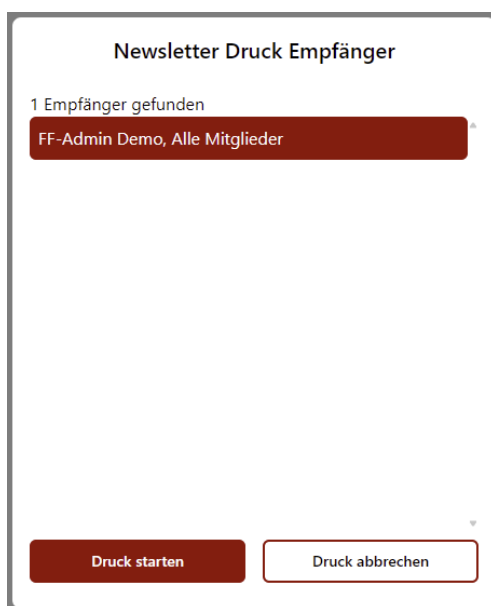 Newsletter Druck Empfänger
1 Empfänger gefunden
FF-Admin Demo, Alle Mitglieder
Druck starten
Druck abbrechen